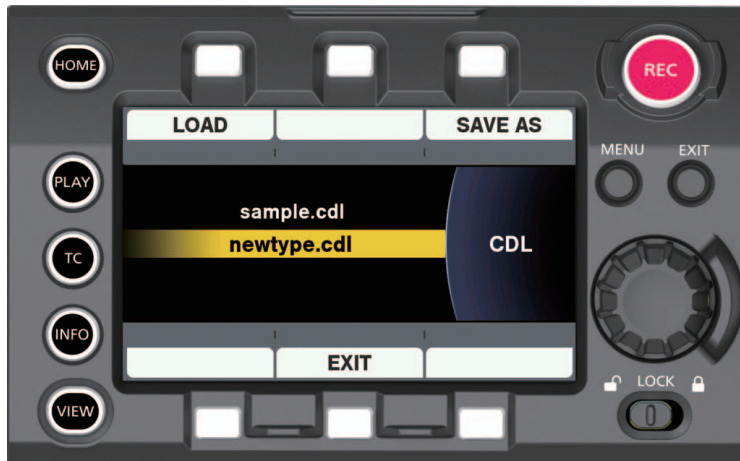 HOME
REC
LOAD
SAVE AS
MENU
EXIT
PLAY
sample.cdl
newtype.cdl
CDL
TC
INFO
EXIT
LOCK
VIEW